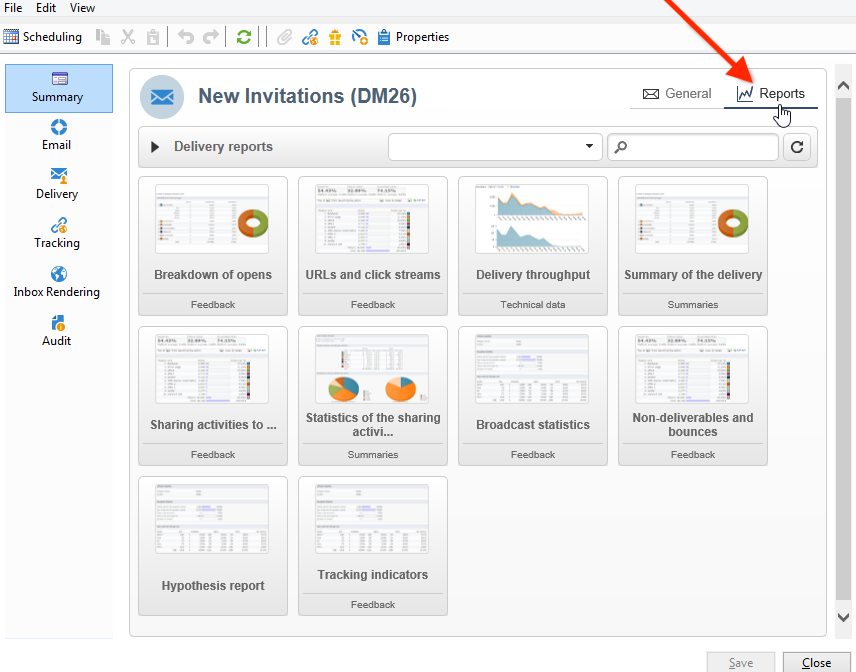 File Edit View
Scheduling Properties
Summary
Email
Delivery
Tracking
Inbox Rendering
Audit
New Invitations (DM26)
General Reports
Delivery reports
Breakdown of opens
Feedback
URLs and click streams
Feedback
Delivery throughput
Technical data
Summary of the delivery
Summaries
Sharing activities to ...
Feedback
Statistics of the sharing
activi...
Summaries
Broadcast statistics
Feedback
Non-deliverables and
bounces
Feedback
Hypothesis report
Tracking indicators
Feedback
Save Close